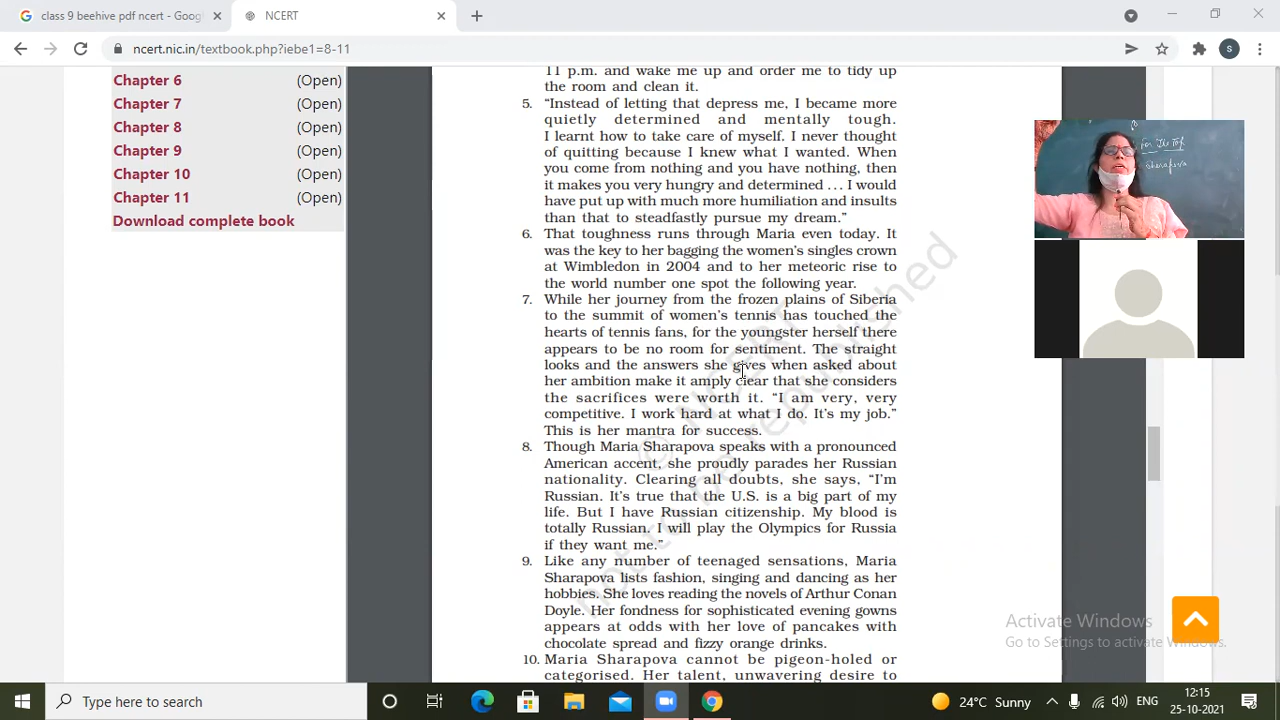 class 9 beehive pdf ncert - Goog
NCERT
ncert.nic.in/textbook.php?iebe1=8-11
S
Chapter 6 (Open)
Chapter 7 (Open)
Chapter 8 (Open)
Chapter 9 (Open)
Chapter 10 (Open)
Chapter 11 (Open)
Download complete book
11 p.m. and wake me up and order me to tidy up
the room and clean it.
5. “Instead of letting that depress me, I became more
quietly determined and mentally tough.
I learnt how to take care of myself. I never thought
of quitting because I knew what I wanted. When
you come from nothing and you have nothing, then
it makes you very hungry and determined ... I would
have put up with much more humiliation and insults
than that to steadfastly pursue my dream.”
6. That toughness runs through Maria even today. It
was the key to her bagging the women’s singles crown
at Wimbledon in 2004 and to her meteoric rise to
the world number one spot the following year.
7. While her journey from the frozen plains of Siberia
to the summit of women’s tennis has touched the
hearts of tennis fans, for the youngster herself there
appears to be no room for sentiment. The straight
looks and the answers she gives when asked about
her ambition make it amply clear that she considers
the sacrifices were worth it. “I am very, very
competitive. I work hard at what I do. It’s my job.”
This is her mantra for success.
8. Though Maria Sharapova speaks with a pronounced
American accent, she proudly parades her Russian
nationality. Clearing all doubts, she says, “I’m
Russian. It’s true that the U.S. is a big part of my
life. But I have Russian citizenship. My blood is
totally Russian. I will play the Olympics for Russia
if they want me.”
9. Like any number of teenaged sensations, Maria
Sharapova lists fashion, singing and dancing as her
hobbies. She loves reading the novels of Arthur Conan
Doyle. Her fondness for sophisticated evening gowns
appears at odds with her love of pancakes with
chocolate spread and fizzy orange drinks.
10. Maria Sharapova cannot be pigeon-holed or
categorised. Her talent, unwavering desire to
© NCERT
not to be republished
For The Top
Sharapova
Activate Windows
Go to Settings to activate Windows.
Type here to search
24°C Sunny
ENG
12:15
25-10-2021